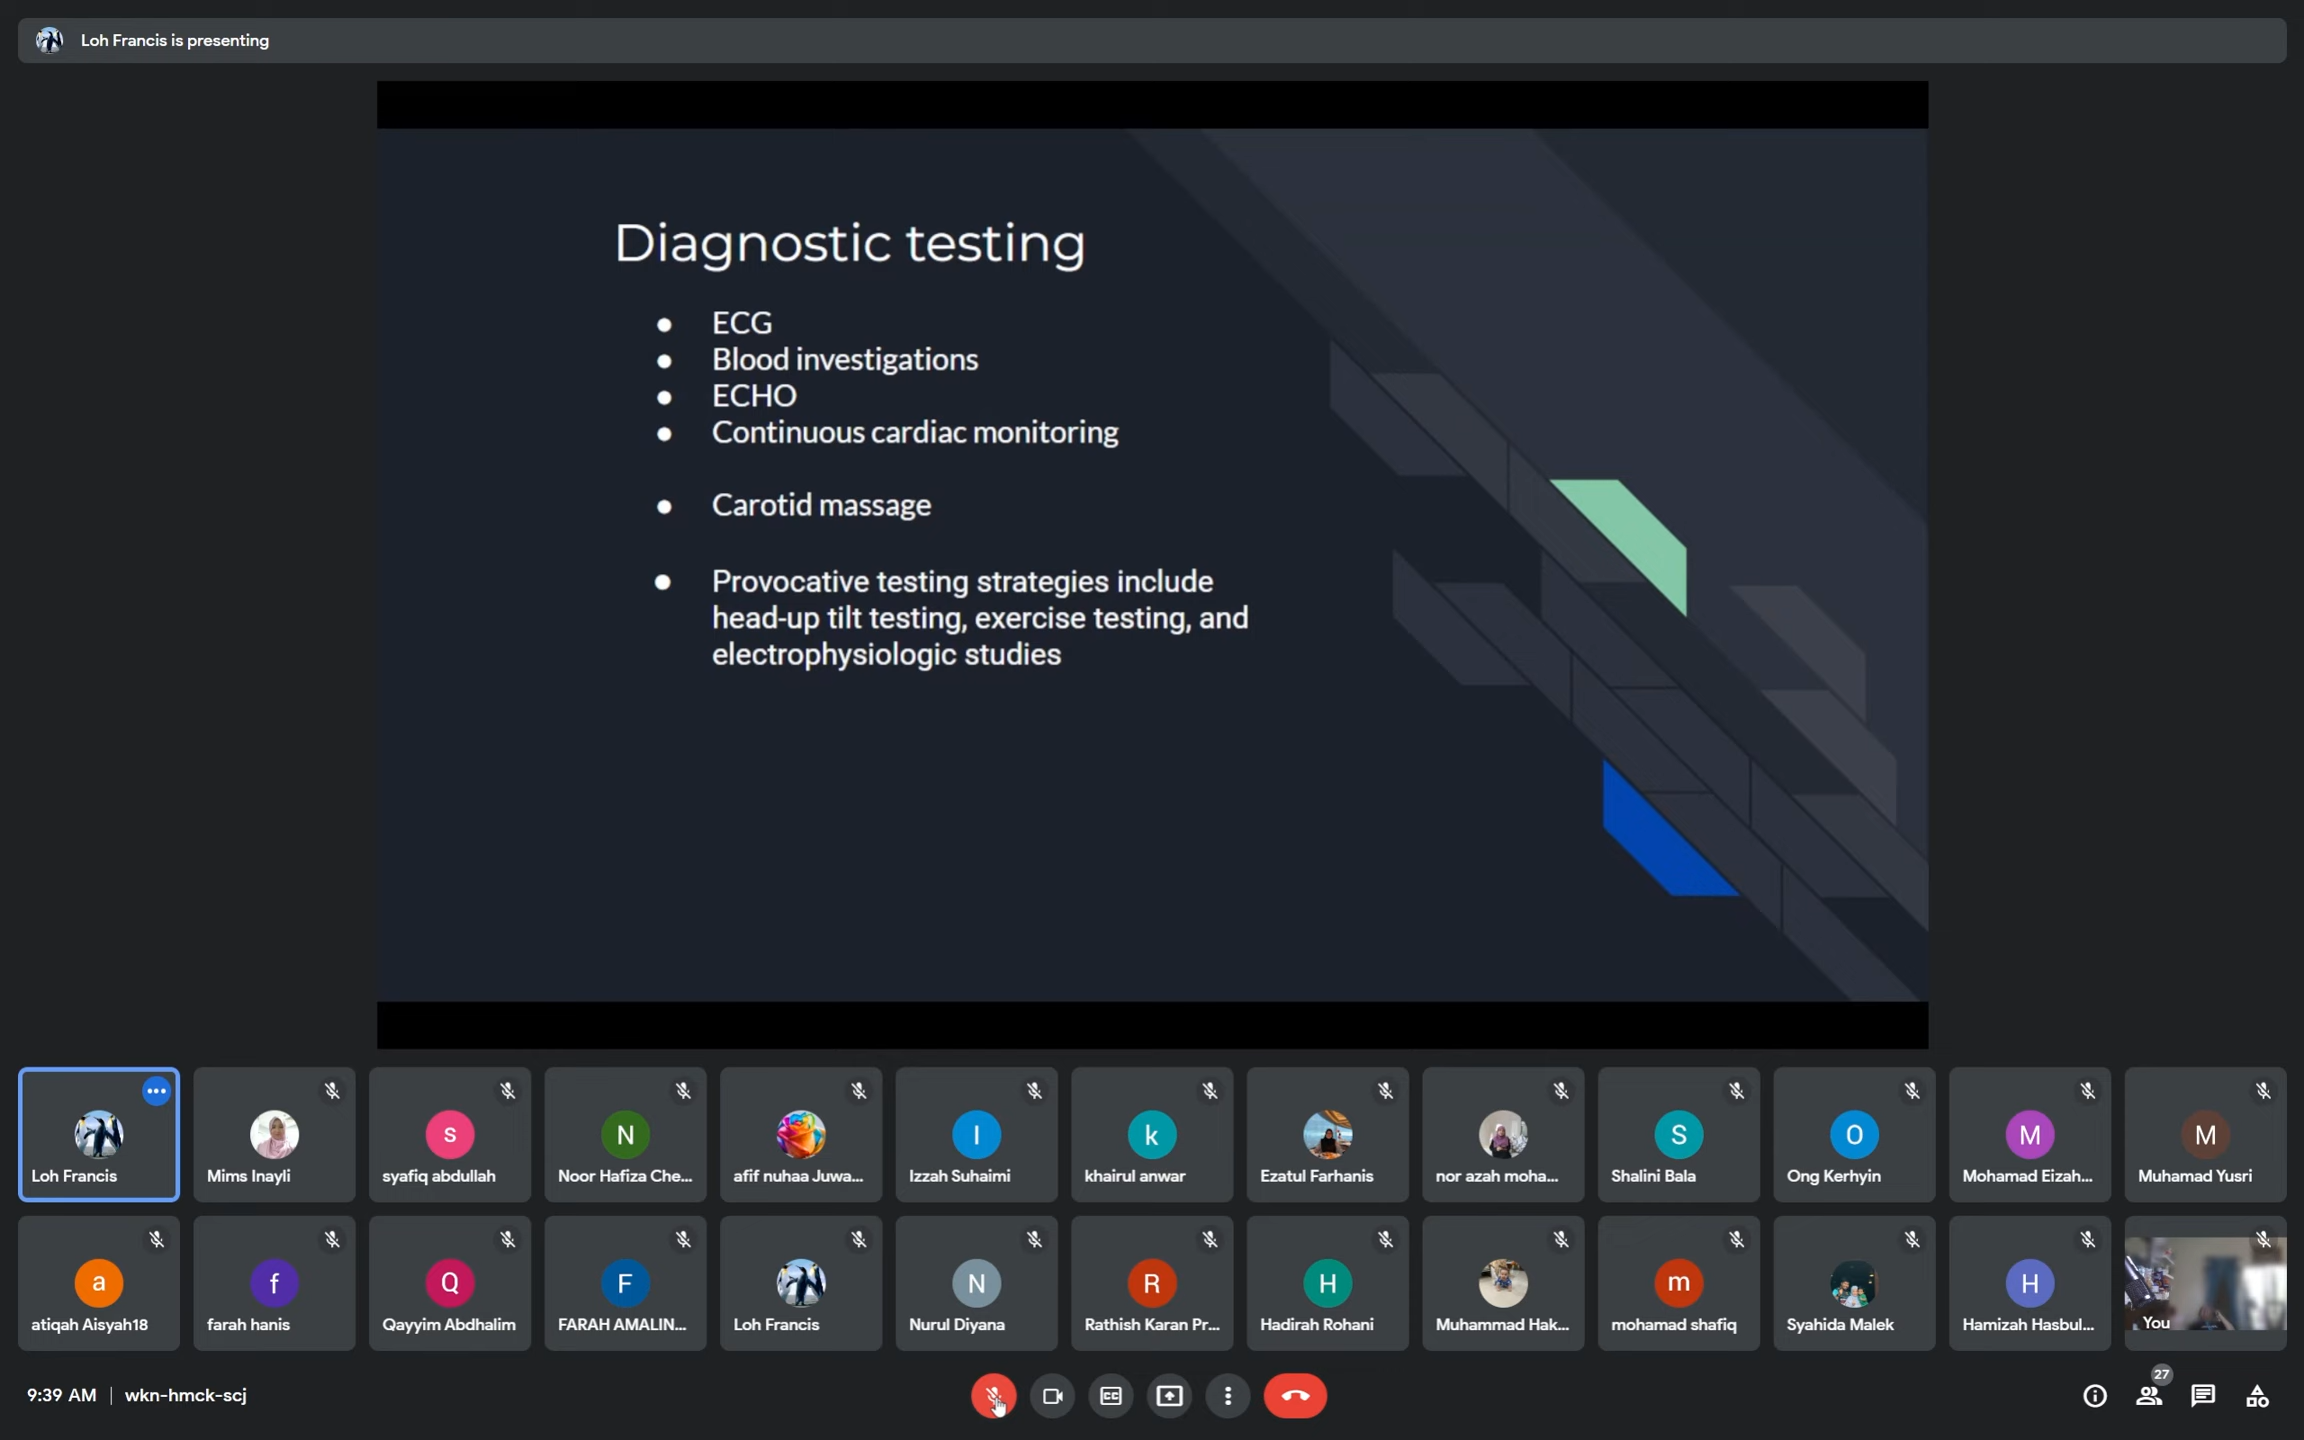 Loh Francis is presenting
Diagnostic testing
● ECG
● Blood investigations
● ECHO
● Continuous cardiac monitoring
● Carotid massage
● Provocative testing strategies include
head-up tilt testing, exercise testing, and
electrophysiologic studies
Loh Francis
Mims Inayli
s
syafiq abdullah
N
Noor Hafiza Che...
afif nuhaa Juwa...
I
Izzah Suhaimi
k
khairul anwar
Ezatul Farhanis
nor azah moha...
S
Shalini Bala
O
Ong Kerhyin
M
Mohamad Eizah...
M
Muhamad Yusri
a
atiqah Aisyah18
f
farah hanis
Q
Qayyim Abdhalim
F
FARAH AMALIN...
Loh Francis
N
Nurul Diyana
R
Rathish Karan Pr...
H
Hadirah Rohani
Muhammad Hak...
m
mohamad shafiq
Syahida Malek
H
Hamizah Hasbul...
You
9:39 AM | wkn-hmck-scj
CC
27